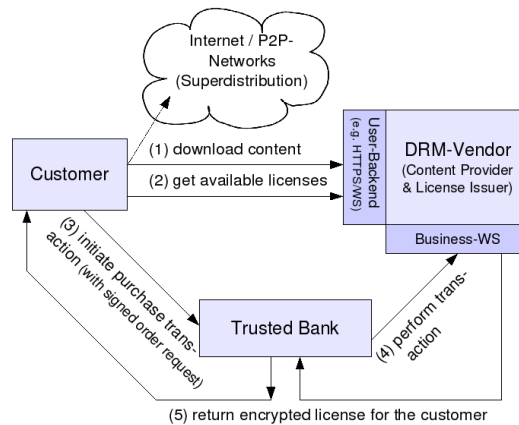 Internet / P2P-
Networks
(Superdistribution)
Customer
(1) download content
(2) get available licenses
User-Backend
(e.g. HTTPS/WS)
DRM-Vendor
(Content Provider
& License Issuer)
Business-WS
(3) initiate purchase trans-
action (with signed order request)
Trusted Bank
(4) perform trans-
action
(5) return encrypted license for the customer